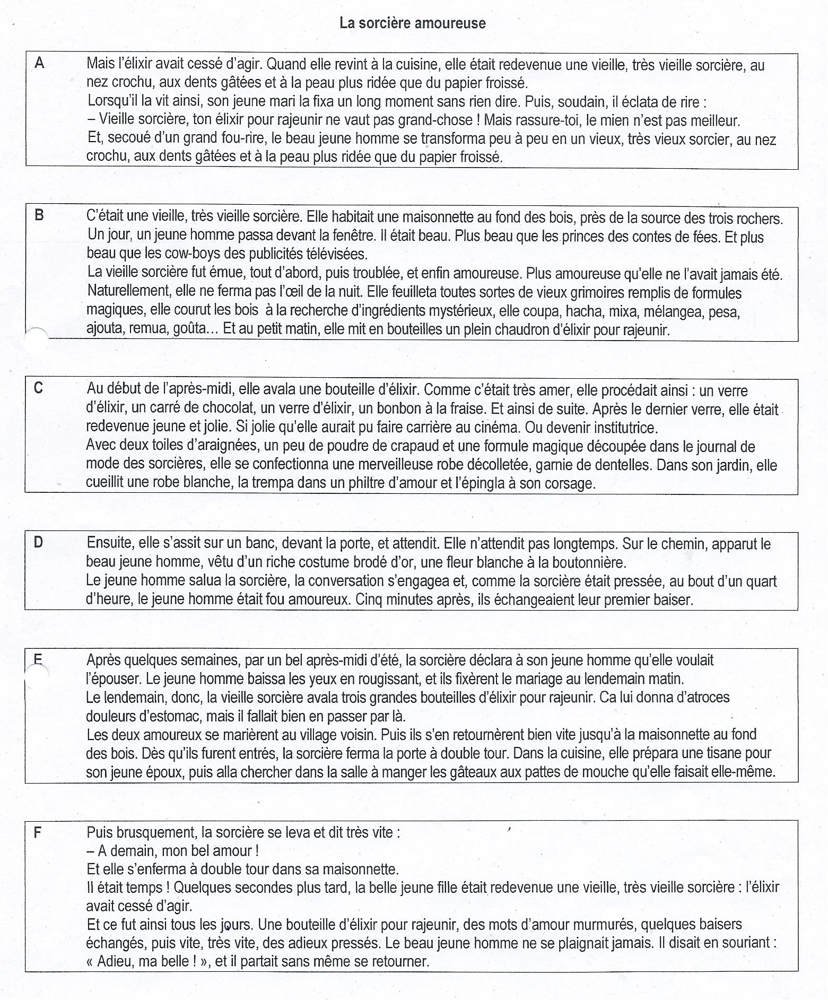 La sorcière amoureuse
A Mais l'élixir avait cessé d'agir. Quand elle revint à la cuisine, elle était redevenue une vieille, très vieille sorcière, au
nez crochu, aux dents gâtées et à la peau plus ridée que du papier froissé.
Lorsqu'il la vit ainsi, son jeune mari la fixa un long moment sans rien dire. Puis, soudain, il éclata de rire :
– Vieille sorcière, ton élixir pour rajeunir ne vaut pas grand-chose ! Mais rassure-toi, le mien n'est pas meilleur.
Et, secoué d'un grand fou-rire, le beau jeune homme se transforma peu à peu en un vieux, très vieux sorcier, au nez
crochu, aux dents gâtées et à la peau plus ridée que du papier froissé.
B C'était une vieille, très vieille sorcière. Elle habitait une maisonnette au fond des bois, près de la source des trois rochers.
Un jour, un jeune homme passa devant la fenêtre. Il était beau. Plus beau que les princes des contes de fées. Et plus
beau que les cow-boys des publicités télévisées.
La vieille sorcière fut émue, tout d'abord, puis troublée, et enfin amoureuse. Plus amoureuse qu'elle ne l'avait jamais été.
Naturellement, elle ne ferma pas l'œil de la nuit. Elle feuilleta toutes sortes de vieux grimoires remplis de formules
magiques, elle courut les bois à la recherche d'ingrédients mystérieux, elle coupa, hacha, mixa, mélangea, pesa,
ajouta, remua, goûta… Et au petit matin, elle mit en bouteilles un plein chaudron d'élixir pour rajeunir.
C Au début de l'après-midi, elle avala une bouteille d'élixir. Comme c'était très amer, elle procédait ainsi : un verre
d'élixir, un carré de chocolat, un verre d'élixir, un bonbon à la fraise. Et ainsi de suite. Après le dernier verre, elle était
redevenue jeune et jolie. Si jolie qu'elle aurait pu faire carrière au cinéma. Ou devenir institutrice.
Avec deux toiles d'araignées, un peu de poudre de crapaud et une formule magique découpée dans le journal de
mode des sorcières, elle se confectionna une merveilleuse robe décolletée, garnie de dentelles. Dans son jardin, elle
cueillit une robe blanche, la trempa dans un philtre d'amour et l'épingla à son corsage.
D Ensuite, elle s'assit sur un banc, devant la porte, et attendit. Elle n'attendit pas longtemps. Sur le chemin, apparut le
beau jeune homme, vêtu d'un riche costume brodé d'or, une fleur blanche à la boutonnière.
Le jeune homme salua la sorcière, la conversation s'engagea et, comme la sorcière était pressée, au bout d'un quart
d'heure, le jeune homme était fou amoureux. Cinq minutes après, ils échangeaient leur premier baiser.
E Après quelques semaines, par un bel après-midi d'été, la sorcière déclara à son jeune homme qu'elle voulait
l'épouser. Le jeune homme baissa les yeux en rougissant, et ils fixèrent le mariage au lendemain matin.
Le lendemain, donc, la vieille sorcière avala trois grandes bouteilles d'élixir pour rajeunir. Ca lui donna d'atroces
douleurs d'estomac, mais il fallait bien en passer par là.
Les deux amoureux se marièrent au village voisin. Puis ils s'en retournèrent bien vite jusqu'à la maisonnette au fond
des bois. Dès qu'ils furent entrés, la sorcière ferma la porte à double tour. Dans la cuisine, elle prépara une tisane pour
son jeune époux, puis alla chercher dans la salle à manger les gâteaux aux pattes de mouche qu'elle faisait elle-même.
F Puis brusquement, la sorcière se leva et dit très vite :
– A demain, mon bel amour !
Et elle s'enferma à double tour dans sa maisonnette.
Il était temps ! Quelques secondes plus tard, la belle jeune fille était redevenue une vieille, très vieille sorcière : l'élixir
avait cessé d'agir.
Et ce fut ainsi tous les jours. Une bouteille d'élixir pour rajeunir, des mots d'amour murmurés, quelques baisers
échangés, puis vite, très vite, des adieux pressés. Le beau jeune homme ne se plaignait jamais. Il disait en souriant :
« Adieu, ma belle ! », et il partait sans même se retourner.